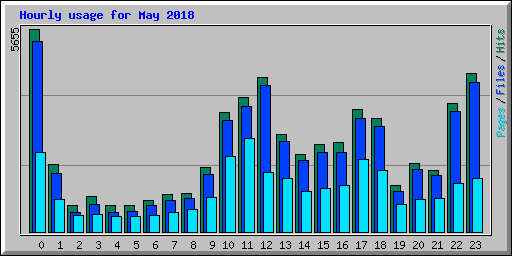 Hourly usage for May 2018
5655
Pages/Files/Hits
0 1 2 3 4 5 6 7 8 9 10 11 12 13 14 15 16 17 18 19 20 21 22 23